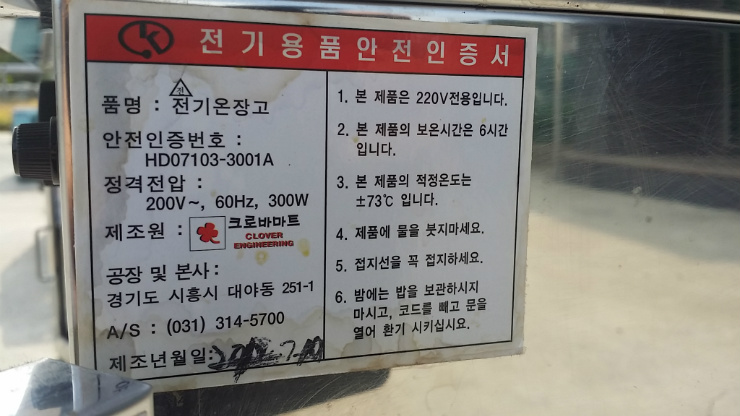 전기용품안전인증서
품명 : 전기온장고
안전인증번호 :
HD07103-3001A
정격전압 :
200V~, 60Hz, 300W
제조원 : 크로바마트
CLOVER
ENGINEERING
공장 및 본사 :
경기도 시흥시 대야동 251-1
A/S : (031) 314-5700
제조년월일:
1. 본 제품은 220V전용입니다.
2. 본 제품의 보온시간은 6시간
입니다.
3. 본 제품의 적정온도는
±73℃ 입니다.
4. 제품에 물을 붓지마세요.
5. 접지선을 꼭 접지하세요.
6. 밤에는 밥을 보관하시지
마시고, 코드를 빼고 문을
열어 환기 시키십시요.